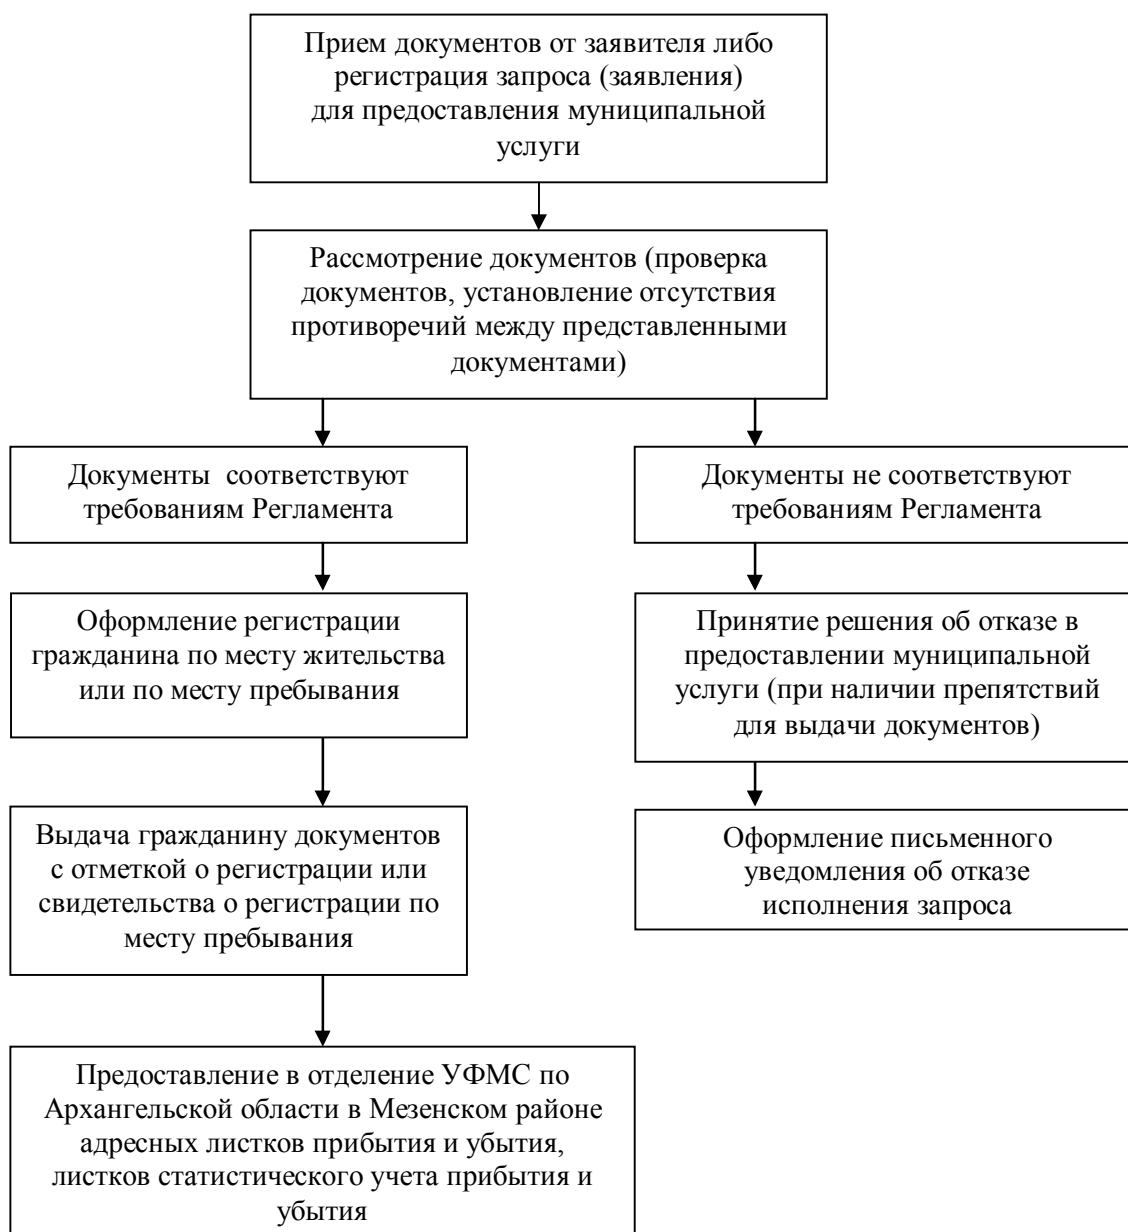 Прием документов от заявителя либо
регистрация запроса (заявления)
для предоставления муниципальной
услуги
Рассмотрение документов (проверка
документов, установление отсутствия
противоречий между представленными
документами)
Документы  соответствуют
требованиям Регламента
Документы не соответствуют
требованиям Регламента
Оформление регистрации
гражданина по месту жительства
или по месту пребывания
Принятие решения об отказе в
предоставлении муниципальной
услуги (при наличии препятствий
для выдачи документов)
Выдача гражданину документов
с отметкой о регистрации или
свидетельства о регистрации по
месту пребывания
Оформление письменного
уведомления об отказе
исполнения запроса
Предоставление в отделение УФМС по
Архангельской области в Мезенском районе
адресных листков прибытия и убытия,
листков статистического учета прибытия и
убытия